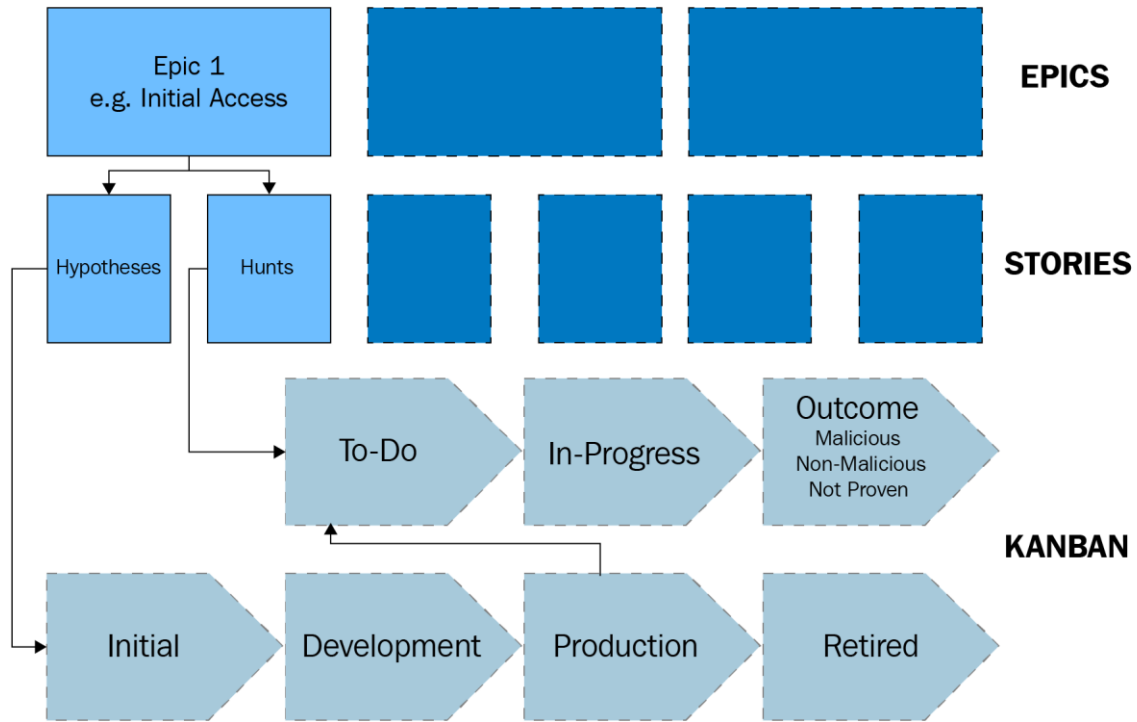 Epic 1
e.g. Initial Access
EPICS
Hypotheses
Hunts
STORIES
To-Do
In-Progress
Outcome
Malicious
Non-Malicious
Not Proven
KANBAN
Initial
Development
Production
Retired